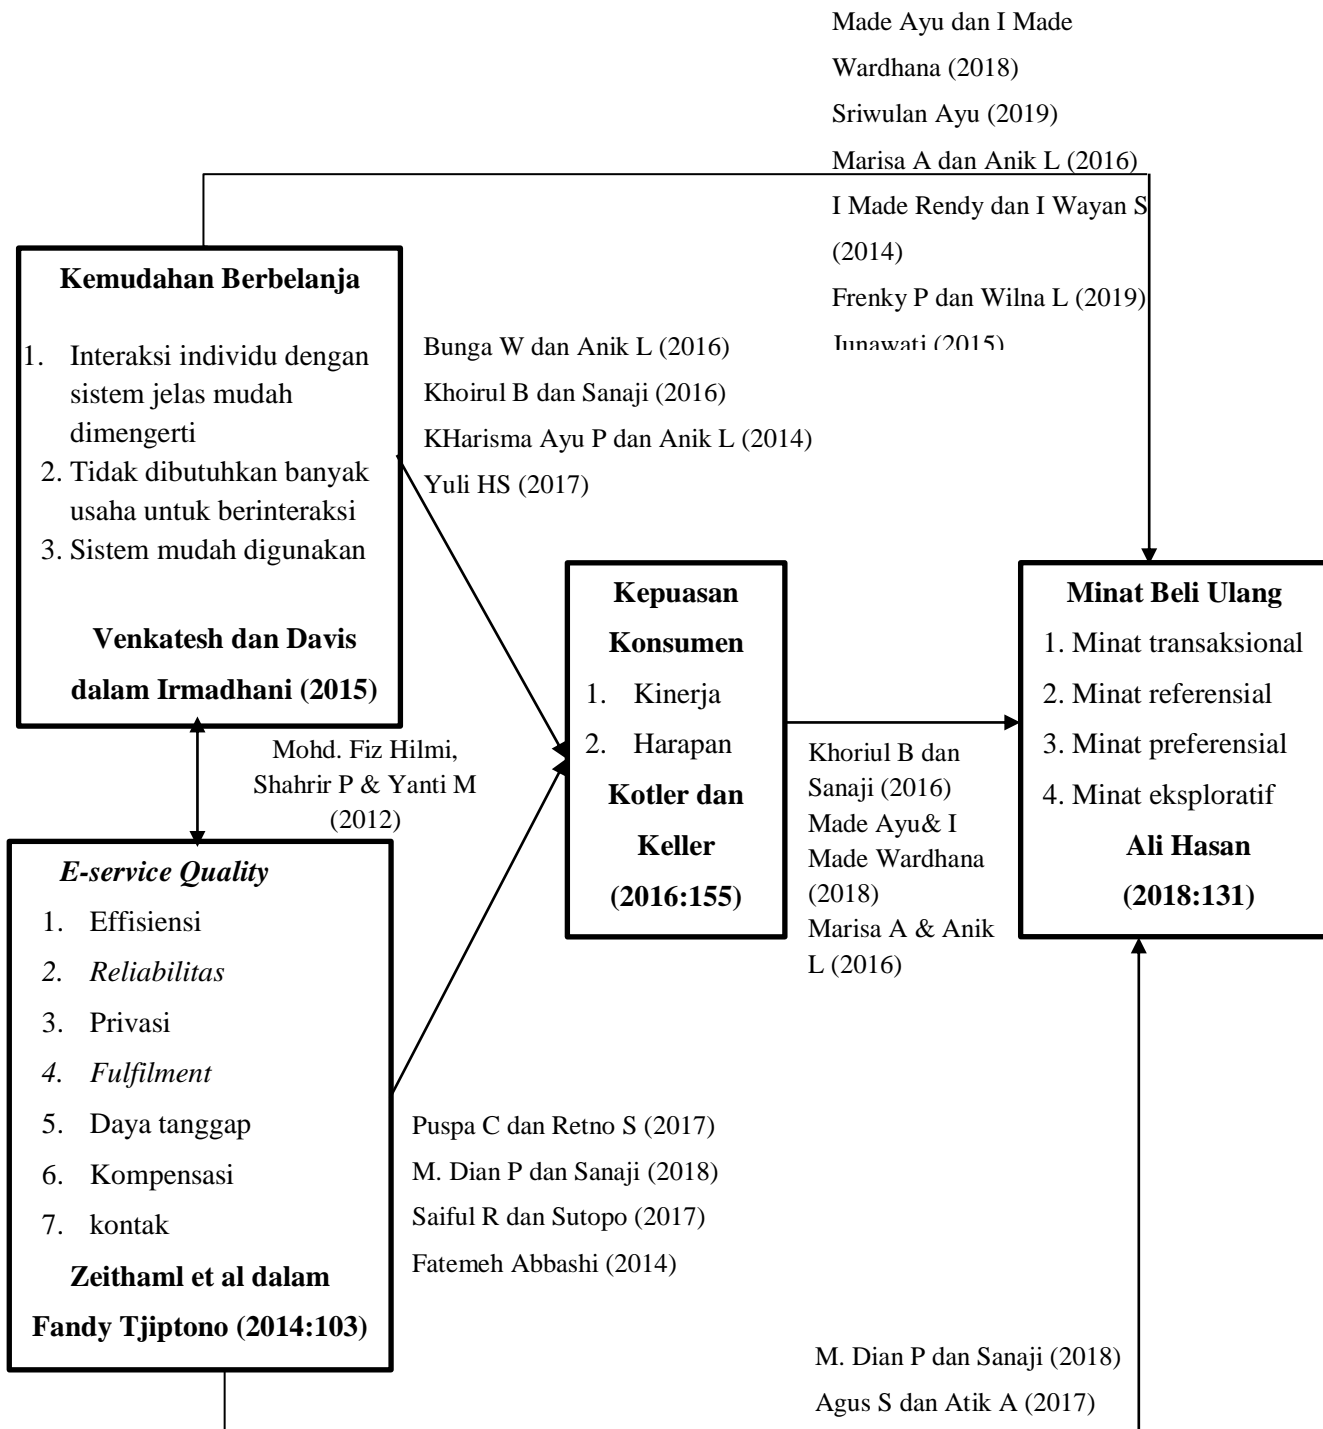 Made Ayu dan I Made
Wardhana (2018)
Sriwulan Ayu (2019)
Marisa A dan Anik L (2016)
I Made Rendy dan I Wayan S
(2014)
Frenky P dan Wilna L (2019)
Junawati (2015)
Kemudahan Berbelanja
1. Interaksi individu dengan
sistem jelas mudah
dimengerti
2. Tidak dibutuhkan banyak
usaha untuk berinteraksi
3. Sistem mudah digunakan
Venkatesh dan Davis
dalam Irmadhani (2015)
Bunga W dan Anik L (2016)
Khoirul B dan Sanaji (2016)
KHarisma Ayu P dan Anik L (2014)
Yuli HS (2017)
Mohd. Fiz Hilmi,
Shahrir P & Yanti M
(2012)
Kepuasan
Konsumen
1. Kinerja
2. Harapan
Kotler dan
Keller
(2016:155)
Khoriul B dan
Sanaji (2016)
Made Ayu& I
Made Wardhana
(2018)
Marisa A & Anik
L (2016)
Minat Beli Ulang
1. Minat transaksional
2. Minat referensial
3. Minat preferensial
4. Minat eksploratif
Ali Hasan
(2018:131)
E-service Quality
1. Effisiensi
2. Reliabilitas
3. Privasi
4. Fulfilment
5. Daya tanggap
6. Kompensasi
7. kontak
Zeithaml et al dalam
Fandy Tjiptono (2014:103)
Puspa C dan Retno S (2017)
M. Dian P dan Sanaji (2018)
Saiful R dan Sutopo (2017)
Fatemeh Abbashi (2014)
M. Dian P dan Sanaji (2018)
Agus S dan Atik A (2017)